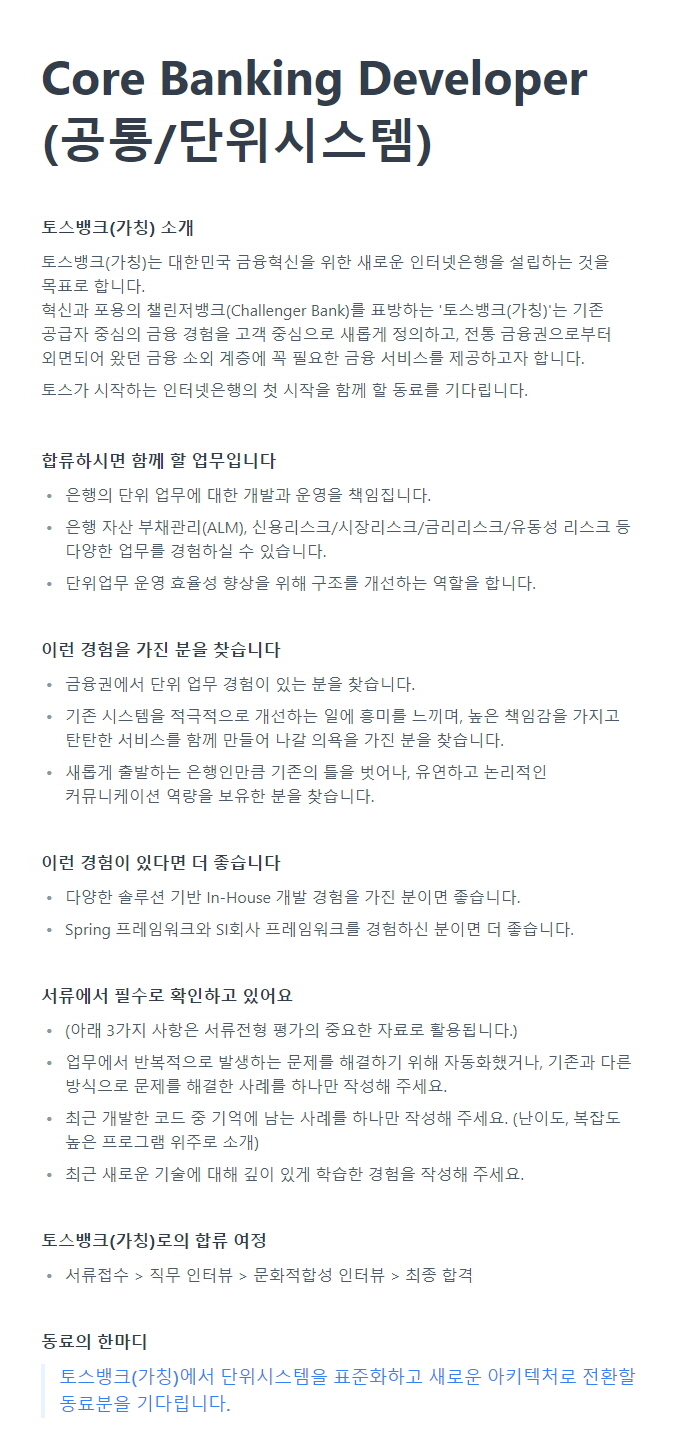 Core Banking Developer
(공통/단위시스템)
토스뱅크(가칭) 소개
토스뱅크(가칭)는 대한민국 금융혁신을 위한 새로운 인터넷은행을 설립하는 것을
목표로 합니다.
혁신과 포용의 챌린저뱅크(Challenger Bank)를 표방하는 '토스뱅크(가칭)'는 기존
공급자 중심의 금융 경험을 고객 중심으로 새롭게 정의하고, 전통 금융권으로부터
외면되어 왔던 금융 소외 계층에 꼭 필요한 금융 서비스를 제공하고자 합니다.
토스가 시작하는 인터넷은행의 첫 시작을 함께 할 동료를 기다립니다.
합류하시면 함께 할 업무입니다
• 은행의 단위 업무에 대한 개발과 운영을 책임집니다.
• 은행 자산 부채관리(ALM), 신용리스크/시장리스크/금리리스크/유동성 리스크 등
다양한 업무를 경험하실 수 있습니다.
• 단위업무 운영 효율성 향상을 위해 구조를 개선하는 역할을 합니다.
이런 경험을 가진 분을 찾습니다
• 금융권에서 단위 업무 경험이 있는 분을 찾습니다.
• 기존 시스템을 적극적으로 개선하는 일에 흥미를 느끼며, 높은 책임감을 가지고
탄탄한 서비스를 함께 만들어 나갈 의욕을 가진 분을 찾습니다.
• 새롭게 출발하는 은행인만큼 기존의 틀을 벗어나, 유연하고 논리적인
커뮤니케이션 역량을 보유한 분을 찾습니다.
이런 경험이 있다면 더 좋습니다
• 다양한 솔루션 기반 In-House 개발 경험을 가진 분이면 좋습니다.
• Spring 프레임워크와 SI회사 프레임워크를 경험하신 분이면 더 좋습니다.
서류에서 필수로 확인하고 있어요
• (아래 3가지 사항은 서류전형 평가의 중요한 자료로 활용됩니다.)
• 업무에서 반복적으로 발생하는 문제를 해결하기 위해 자동화했거나, 기존과 다른
방식으로 문제를 해결한 사례를 하나만 작성해 주세요.
• 최근 개발한 코드 중 기억에 남는 사례를 하나만 작성해 주세요. (난이도, 복잡도
높은 프로그램 위주로 소개)
• 최근 새로운 기술에 대해 깊이 있게 학습한 경험을 작성해 주세요.
토스뱅크(가칭)로의 합류 여정
• 서류접수 > 직무 인터뷰 > 문화적합성 인터뷰 > 최종 합격
동료의 한마디
토스뱅크(가칭)에서 단위시스템을 표준화하고 새로운 아키텍처로 전환할
동료분을 기다립니다.